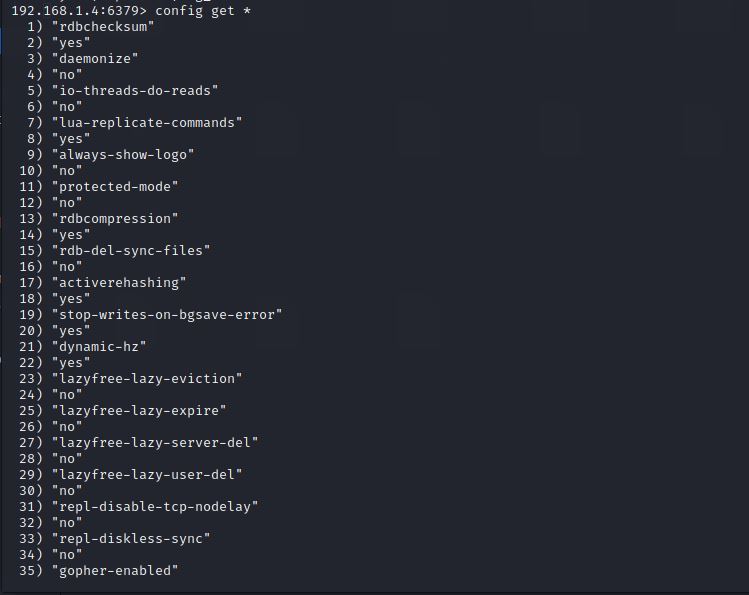 192.168.1.4:6379> config get *
1) "rdbchecksum"
2) "yes"
3) "daemonize"
4) "no"
5) "io-threads-do-reads"
6) "no"
7) "lua-replicate-commands"
8) "yes"
9) "always-show-logo"
10) "no"
11) "protected-mode"
12) "no"
13) "rdbcompression"
14) "yes"
15) "rdb-del-sync-files"
16) "no"
17) "activerehashing"
18) "yes"
19) "stop-writes-on-bgsave-error"
20) "yes"
21) "dynamic-hz"
22) "yes"
23) "lazyfree-lazy-eviction"
24) "no"
25) "lazyfree-lazy-expire"
26) "no"
27) "lazyfree-lazy-server-del"
28) "no"
29) "lazyfree-lazy-user-del"
30) "no"
31) "repl-disable-tcp-nodelay"
32) "no"
33) "repl-diskless-sync"
34) "no"
35) "gopher-enabled"